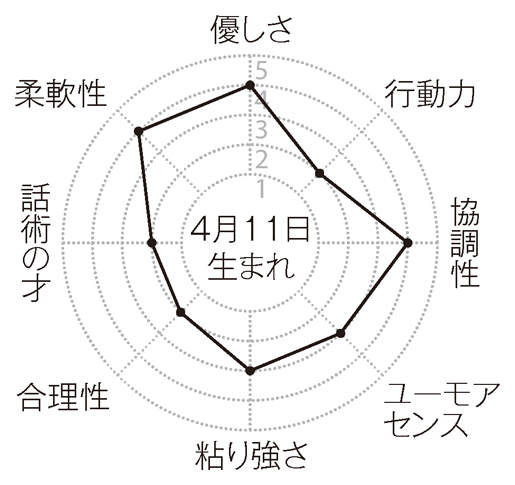 優しさ
行動力
協調性
ユーモア
センス
粘り強さ
合理性
話術の才
柔軟性
5
4
3
2
1
4月11日
生まれ